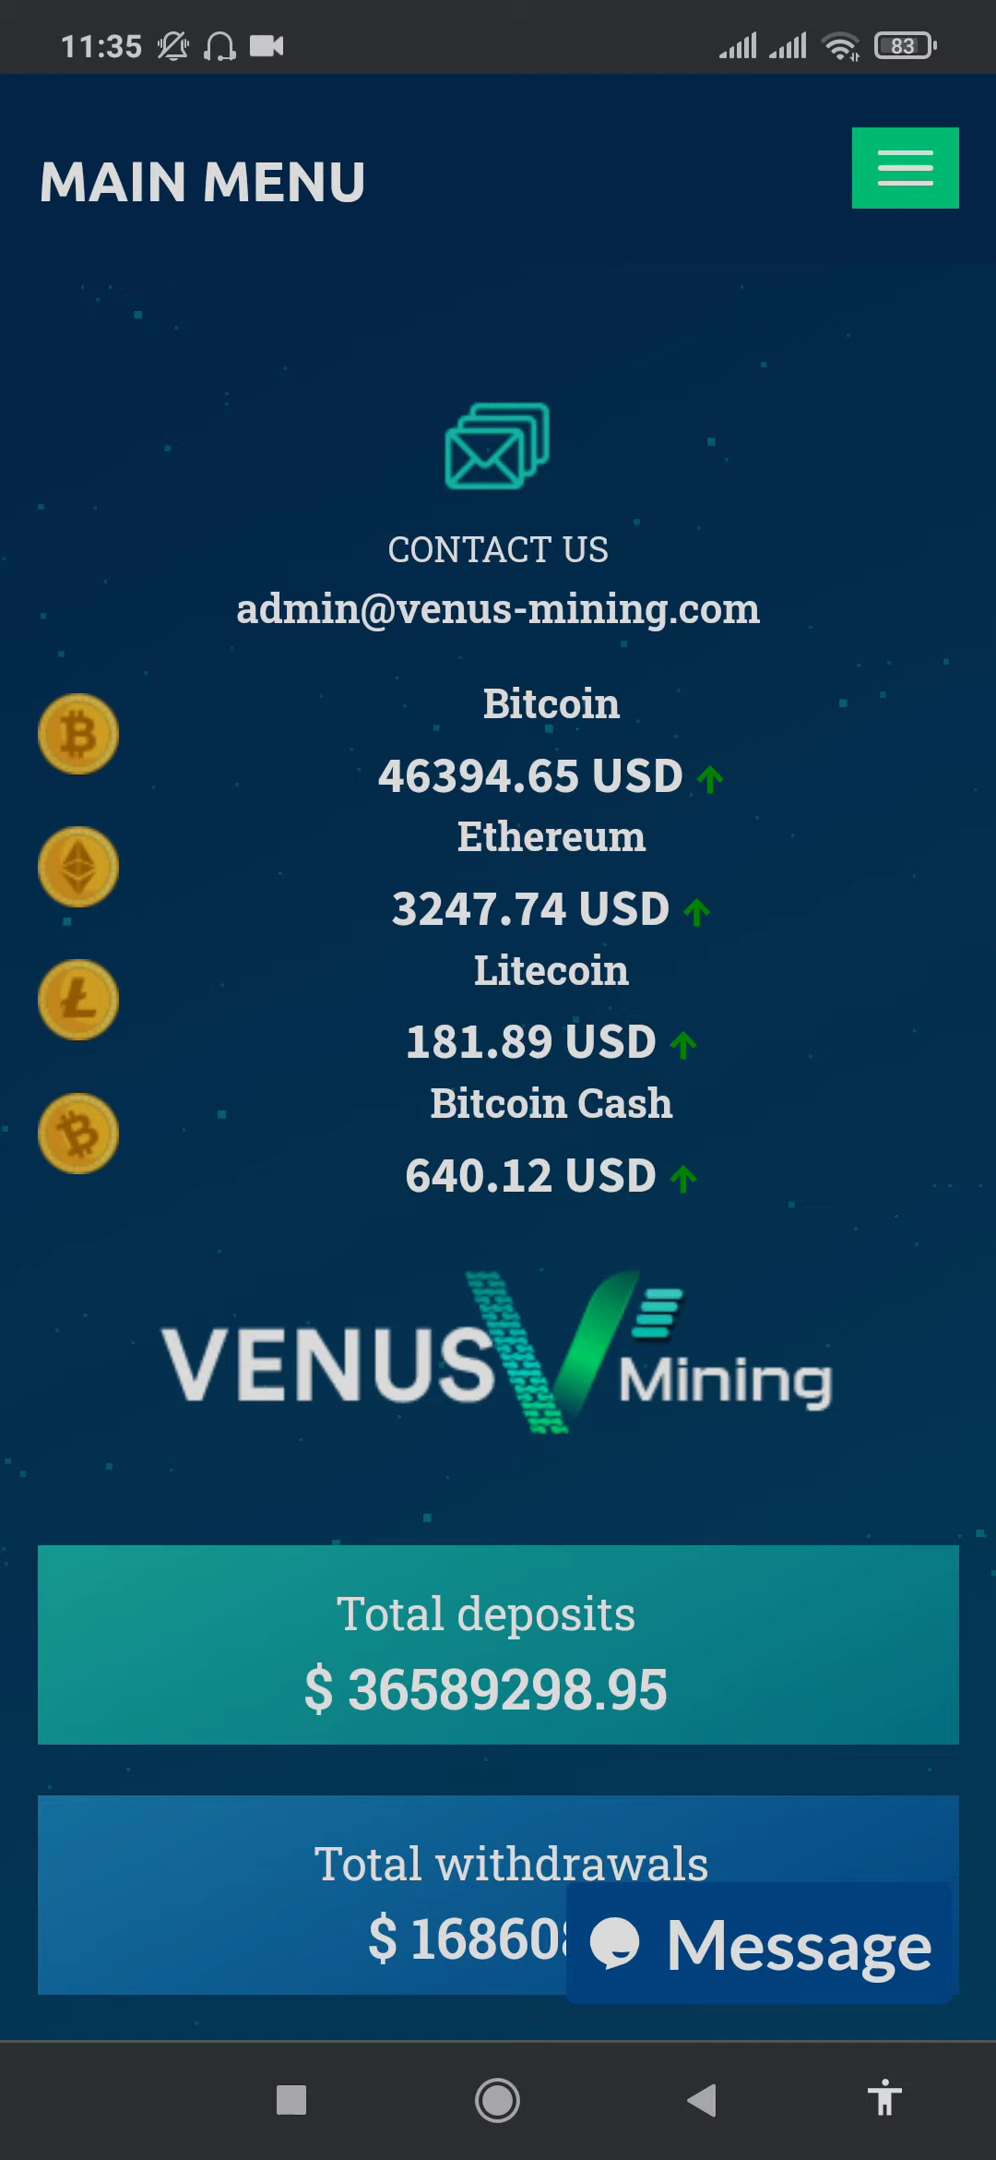 11:35
83
MAIN MENU
CONTACT US
admin@venus-mining.com
Bitcoin
46394.65 USD
Ethereum
3247.74 USD
Litecoin
181.89 USD
Bitcoin Cash
640.12 USD
VENUS V Mining
Total deposits
$ 36589298.95
Total withdrawals
$ 16860
Message